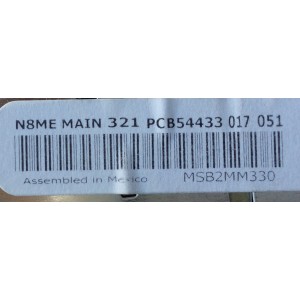 N8ME MAIN 321 PCB54433 017 051
Assembled in Mexico MSB2MM330